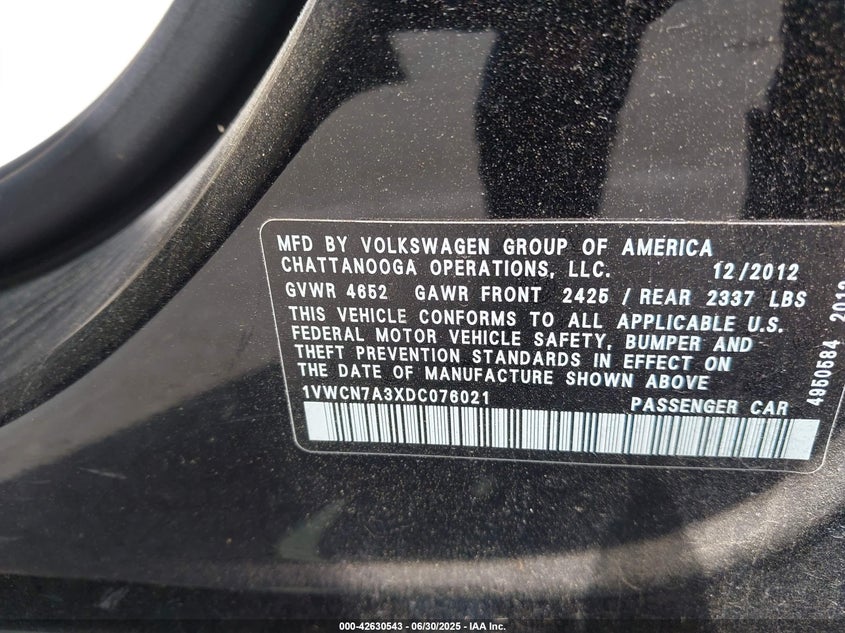 MFD BY VOLKSWAGEN GROUP OF AMERICA
CHATTANOOGA OPERATIONS, LLC. 12/2012
GVWR 4652 GAWR FRONT 2425 / REAR 2337 LBS
THIS VEHICLE CONFORMS TO ALL APPLICABLE U.S.
FEDERAL MOTOR VEHICLE SAFETY, BUMPER AND
THEFT PREVENTION STANDARDS IN EFFECT ON
THE DATE OF MANUFACTURE SHOWN ABOVE
1VWCN7A3XDC076021 PASSENGER CAR
4950584
000-42630543 - 06/30/2025 - IAA Inc.